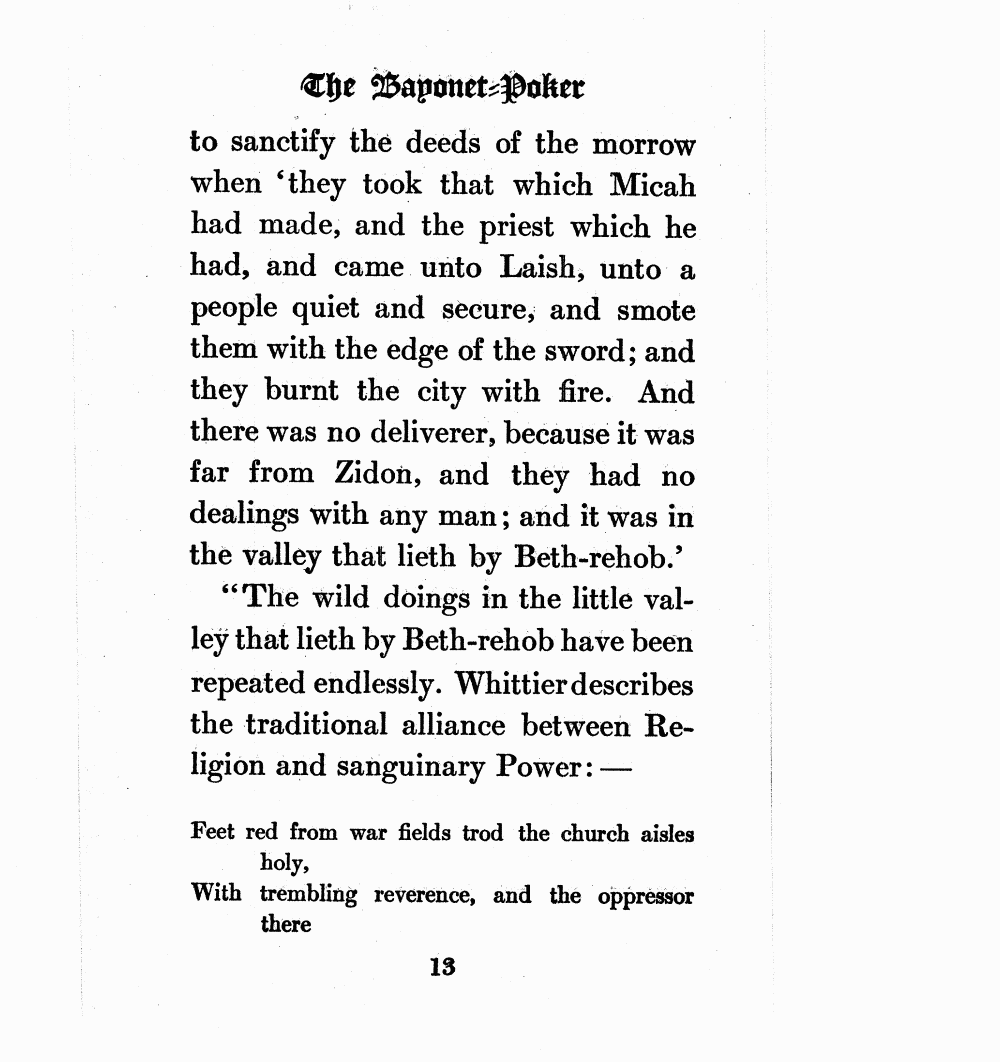 The Bayonet-Poker
to sanctify the deeds of the morrow
when ‘they took that which Micah
had made, and the priest which he
had, and came unto Laish, unto a
people quiet and secure, and smote
them with the edge of the sword; and
they burnt the city with fire. And
there was no deliverer, because it was
far from Zidon, and they had no
dealings with any man; and it was in
the valley that lieth by Beth-rehob.’
“The wild doings in the little val-
ley that lieth by Beth-rehob have been
repeated endlessly. Whittier describes
the traditional alliance between Re-
ligion and sanguinary Power: —
Feet red from war fields trod the church aisles
holy,
With trembling reverence, and the oppressor
there
13